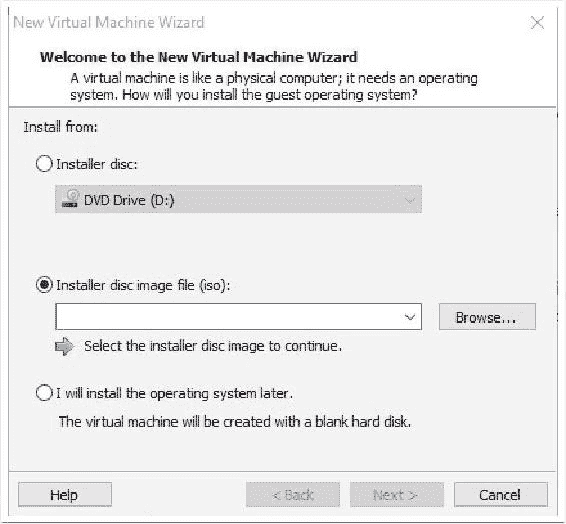 New Virtual Machine Wizard
Welcome to the New Virtual Machine Wizard
A virtual machine is like a physical computer; it needs an operating
system. How will you install the guest operating system?
Install from:
Installer disc:
DVD Drive (D:)
Installer disc image file (iso):
Browse...
Select the installer disc image to continue.
I will install the operating system later.
The virtual machine will be created with a blank hard disk.
Help
< Back
Next >
Cancel